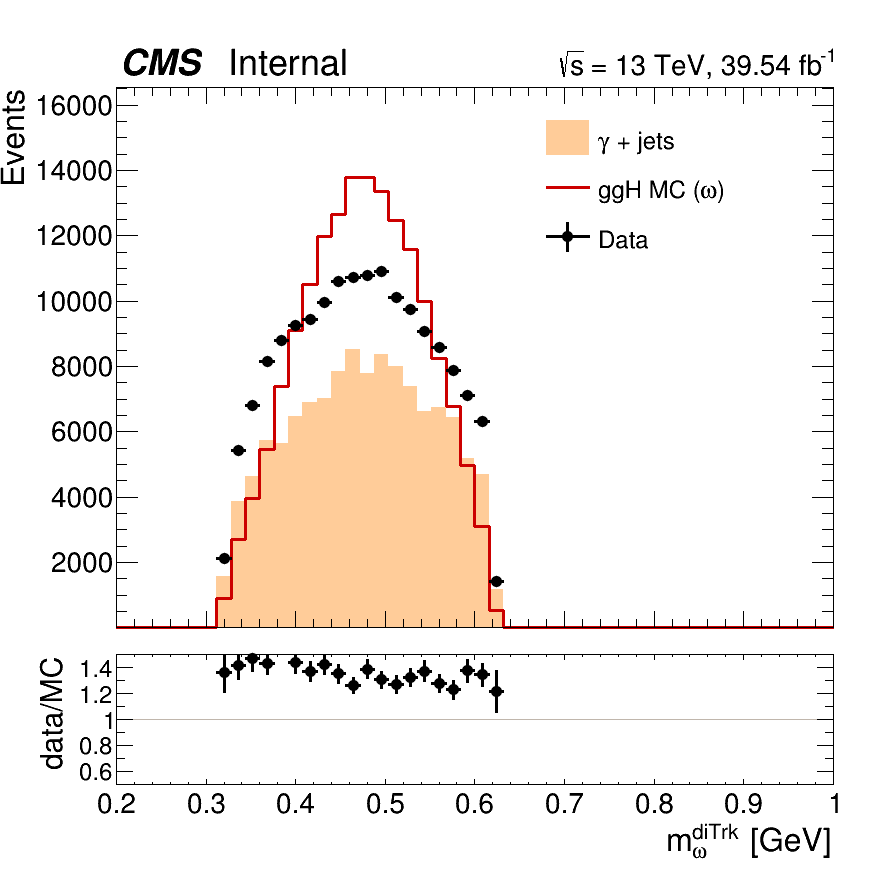 CMS Internal √s = 13 TeV, 39.54 fb⁻¹
Events
16000
14000
12000
10000
8000
6000
4000
2000
γ + jets
ggH MC (ω)
Data
data/MC
1.4
1.2
1
0.8
0.6
0.2 0.3 0.4 0.5 0.6 0.7 0.8 0.9 1
m_ω^diTrk [GeV]